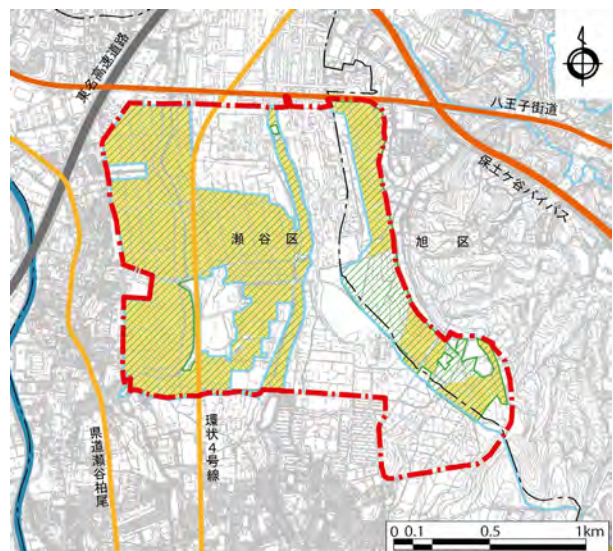 東名高速道路
八王子街道
保土ケ谷バイパス
瀬谷区
旭区
県道瀬谷柏尾
環状4号線
0 0.1 0.5 1km